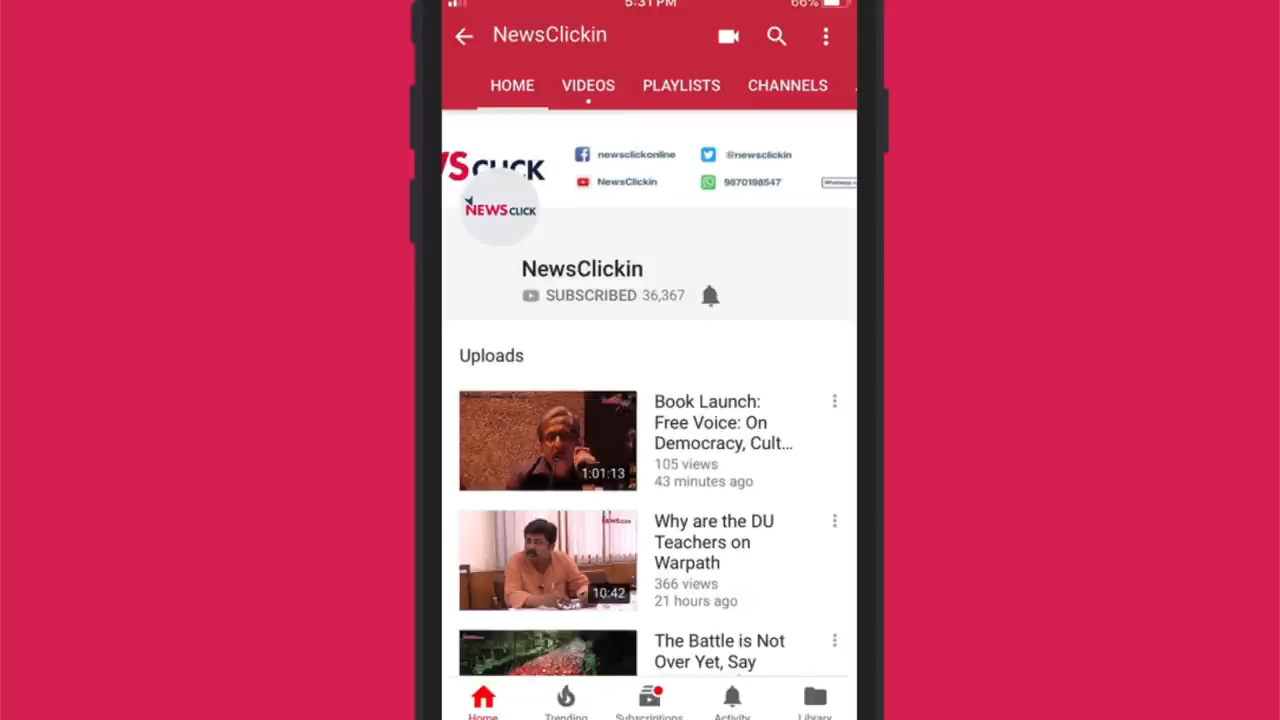 5:31 PM
66%
NewsClickin
HOME VIDEOS PLAYLISTS CHANNELS
S CLICK
newsclickonline
@newsclickin
NewsClickin
9870198547
NEWS CLICK
NewsClickin
SUBSCRIBED 36,367
Uploads
Book Launch:
Free Voice: On
Democracy, Cult...
105 views
43 minutes ago
1:01:13
Why are the DU
Teachers on
Warpath
366 views
21 hours ago
NEWSCLICK
10:42
The Battle is Not
Over Yet, Say
Home Trending Subscriptions Activity Library